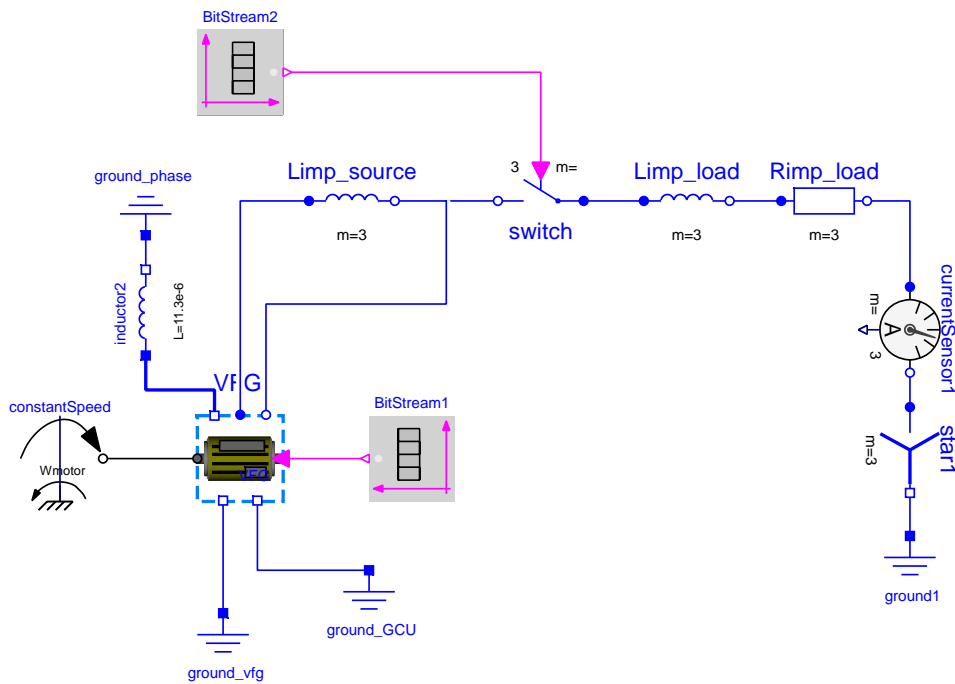 BitStream2
ground_phase
Limp_source
3
m=
Limp_load
Rimp_load
switch
m=3
m=3
m=3
inductor2
L=11.3e-6
currentSensor1
m=
3
A
VFG
constantSpeed
BitStream1
Wmotor
VFG
star1
m=3
ground1
ground_GCU
ground_vfg